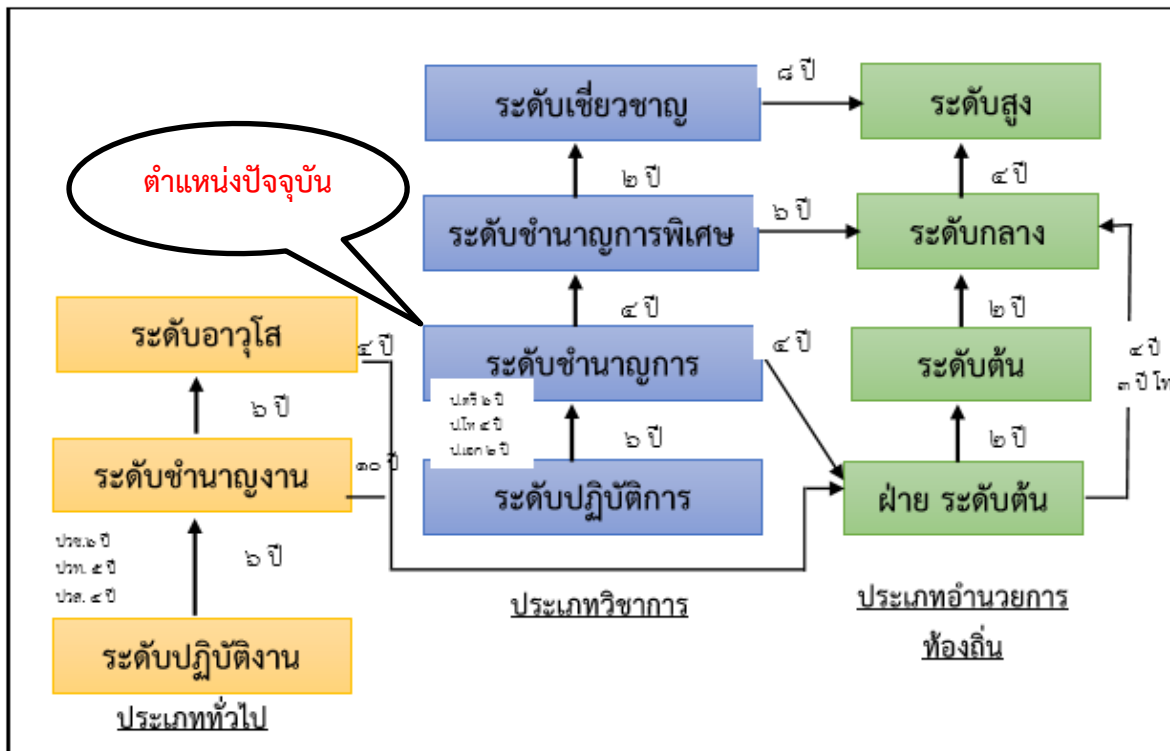 ๘ ปี
ระดับเชี่ยวชาญ
ระดับสูง
ตำแหน่งปัจจุบัน
๒ ปี
๔ ปี
ระดับชำนาญการพิเศษ
๖ ปี
ระดับกลาง
ระดับอาวุโส
๔ ปี
๔ ปี
ระดับชำนาญการ
๔ ปี
๒ ปี
ระดับต้น
๔ ปี
๓ ปี โท
๖ ปี
ป.ตรี ๖ ปี
ป.โท ๔ ปี
ป.เอก ๒ ปี
๖ ปี
๒ ปี
ระดับชำนาญงาน
๑๐ ปี
ระดับปฏิบัติการ
ฝ่าย ระดับต้น
ปวช.๖ ปี
ปวท. ๕ ปี
ปวส. ๔ ปี
๖ ปี
ประเภทวิชาการ
ประเภทอำนวยการ
ท้องถิ่น
ระดับปฏิบัติงาน
ประเภททั่วไป